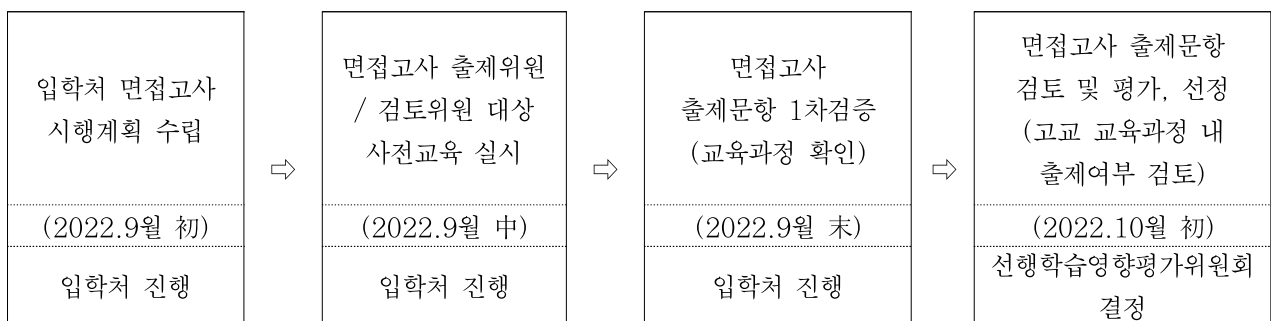 입학처 면접고사
시행계획 수립
(2022.9월 初)
입학처 진행
⇨
면접고사 출제위원
/ 검토위원 대상
사전교육 실시
(2022.9월 中)
입학처 진행
⇨
면접고사
출제문항 1차검증
(교육과정 확인)
(2022.9월 末)
입학처 진행
⇨
면접고사 출제문항
검토 및 평가, 선정
(고교 교육과정 내
출제여부 검토)
(2022.10월 初)
선행학습영향평가위원회
결정